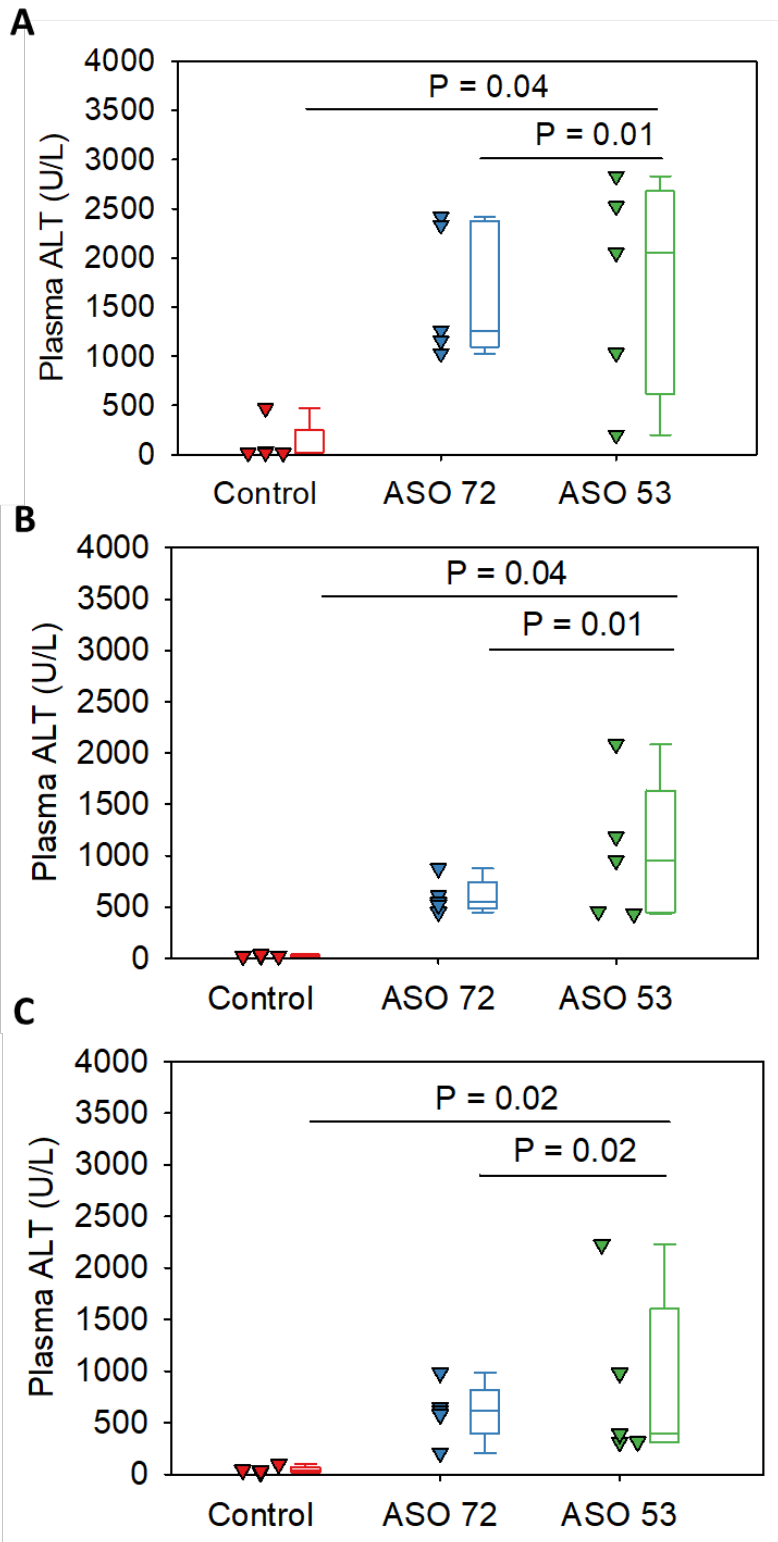 A
Plasma ALT (U/L)
4000
3500
3000
2500
2000
1500
1000
500
0
P = 0.04
P = 0.01
Control ASO 72 ASO 53
B
Plasma ALT (U/L)
4000
3500
3000
2500
2000
1500
1000
500
0
P = 0.04
P = 0.01
Control ASO 72 ASO 53
C
Plasma ALT (U/L)
4000
3500
3000
2500
2000
1500
1000
500
0
P = 0.02
P = 0.02
Control ASO 72 ASO 53